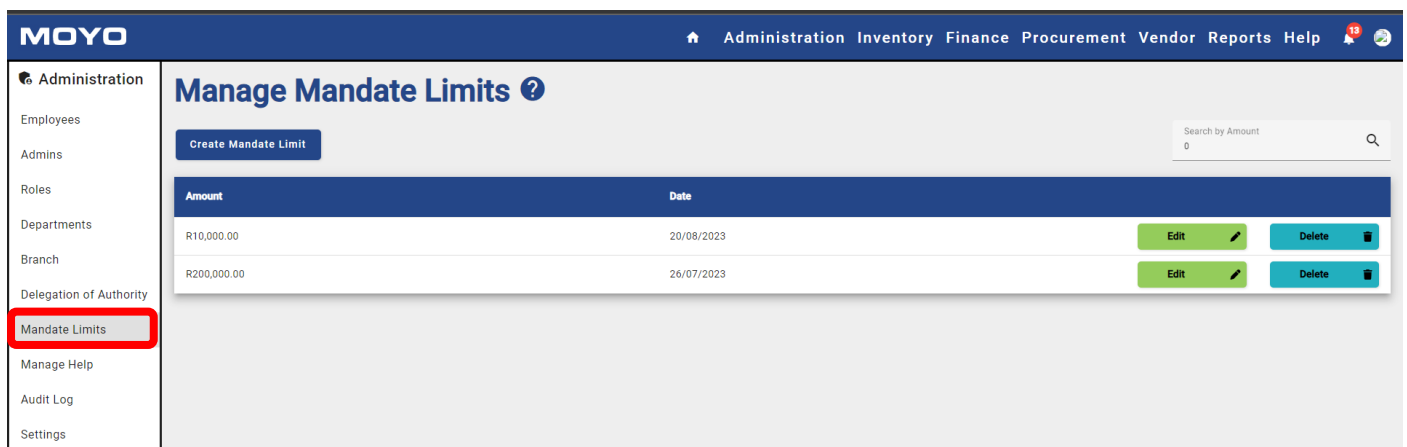 MOYO
Administration Inventory Finance Procurement Vendor Reports Help 13
Administration
Employees
Admins
Roles
Departments
Branch
Delegation of Authority
Mandate Limits
Manage Help
Audit Log
Settings
Manage Mandate Limits ?
Create Mandate Limit
Search by Amount
0
Amount Date
R10,000.00 20/08/2023 Edit Delete
R200,000.00 26/07/2023 Edit Delete